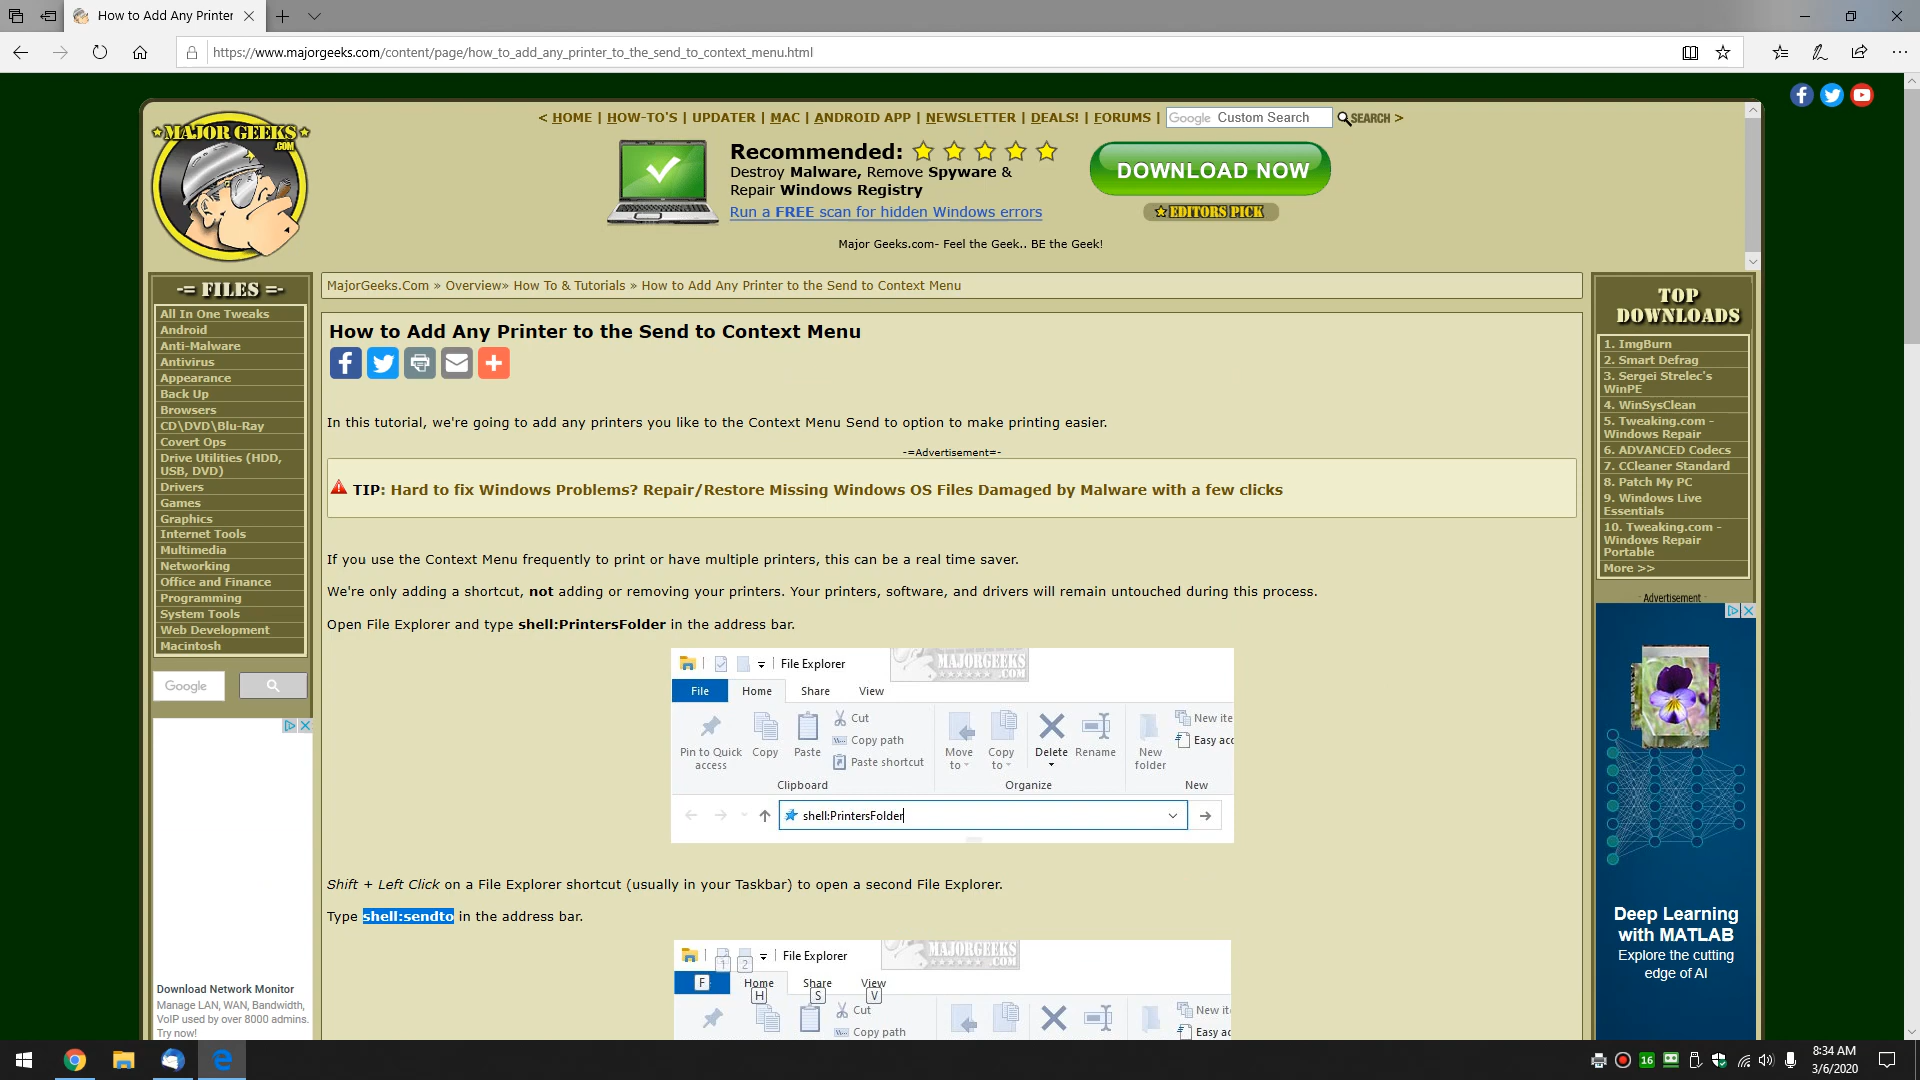 How to Add Any Printer
https://www.majorgeeks.com/content/page/how_to_add_any_printer_to_the_send_to_context_menu.html
MAJOR GEEKS
.COM
< HOME | HOW-TO'S | UPDATER | MAC | ANDROID APP | NEWSLETTER | DEALS! | FORUMS | Google Custom Search SEARCH >
Recommended:
Destroy Malware, Remove Spyware &
Repair Windows Registry
Run a FREE scan for hidden Windows errors
DOWNLOAD NOW
EDITORS PICK
Major Geeks.com- Feel the Geek.. BE the Geek!
-= FILES =-
All In One Tweaks
Android
Anti-Malware
Antivirus
Appearance
Back Up
Browsers
CD\DVD\Blu-Ray
Covert Ops
Drive Utilities (HDD,
USB, DVD)
Drivers
Games
Graphics
Internet Tools
Multimedia
Networking
Office and Finance
Programming
System Tools
Web Development
Macintosh
Google
Download Network Monitor
Manage LAN, WAN, Bandwidth,
VoIP used by over 8000 admins.
Try now!
MajorGeeks.Com » Overview» How To & Tutorials » How to Add Any Printer to the Send to Context Menu
How to Add Any Printer to the Send to Context Menu
In this tutorial, we're going to add any printers you like to the Context Menu Send to option to make printing easier.
-=Advertisement=-
TIP: Hard to fix Windows Problems? Repair/Restore Missing Windows OS Files Damaged by Malware with a few clicks
If you use the Context Menu frequently to print or have multiple printers, this can be a real time saver.
We're only adding a shortcut, not adding or removing your printers. Your printers, software, and drivers will remain untouched during this process.
Open File Explorer and type shell:PrintersFolder in the address bar.
File Explorer
MAJORGEEKS
.COM
File Home Share View
Pin to Quick
access
Copy
Paste
Cut
Copy path
Paste shortcut
Clipboard
Move
to
Copy
to
Delete
Rename
Organize
New
folder
New ite
Easy acc
New
shell:PrintersFolder
Shift + Left Click on a File Explorer shortcut (usually in your Taskbar) to open a second File Explorer.
Type shell:sendto in the address bar.
File Explorer
MAJORGEEKS
.COM
1 2
Home Share View
F H S V
Cut
Copy path
New it
Easy ac
TOP
DOWNLOADS
1. ImgBurn
2. Smart Defrag
3. Sergei Strelec's
WinPE
4. WinSysClean
5. Tweaking.com -
Windows Repair
6. ADVANCED Codecs
7. CCleaner Standard
8. Patch My PC
9. Windows Live
Essentials
10. Tweaking.com -
Windows Repair
Portable
More >>
- Advertisement -
Deep Learning
with MATLAB
Explore the cutting
edge of AI
16
8:34 AM
3/6/2020